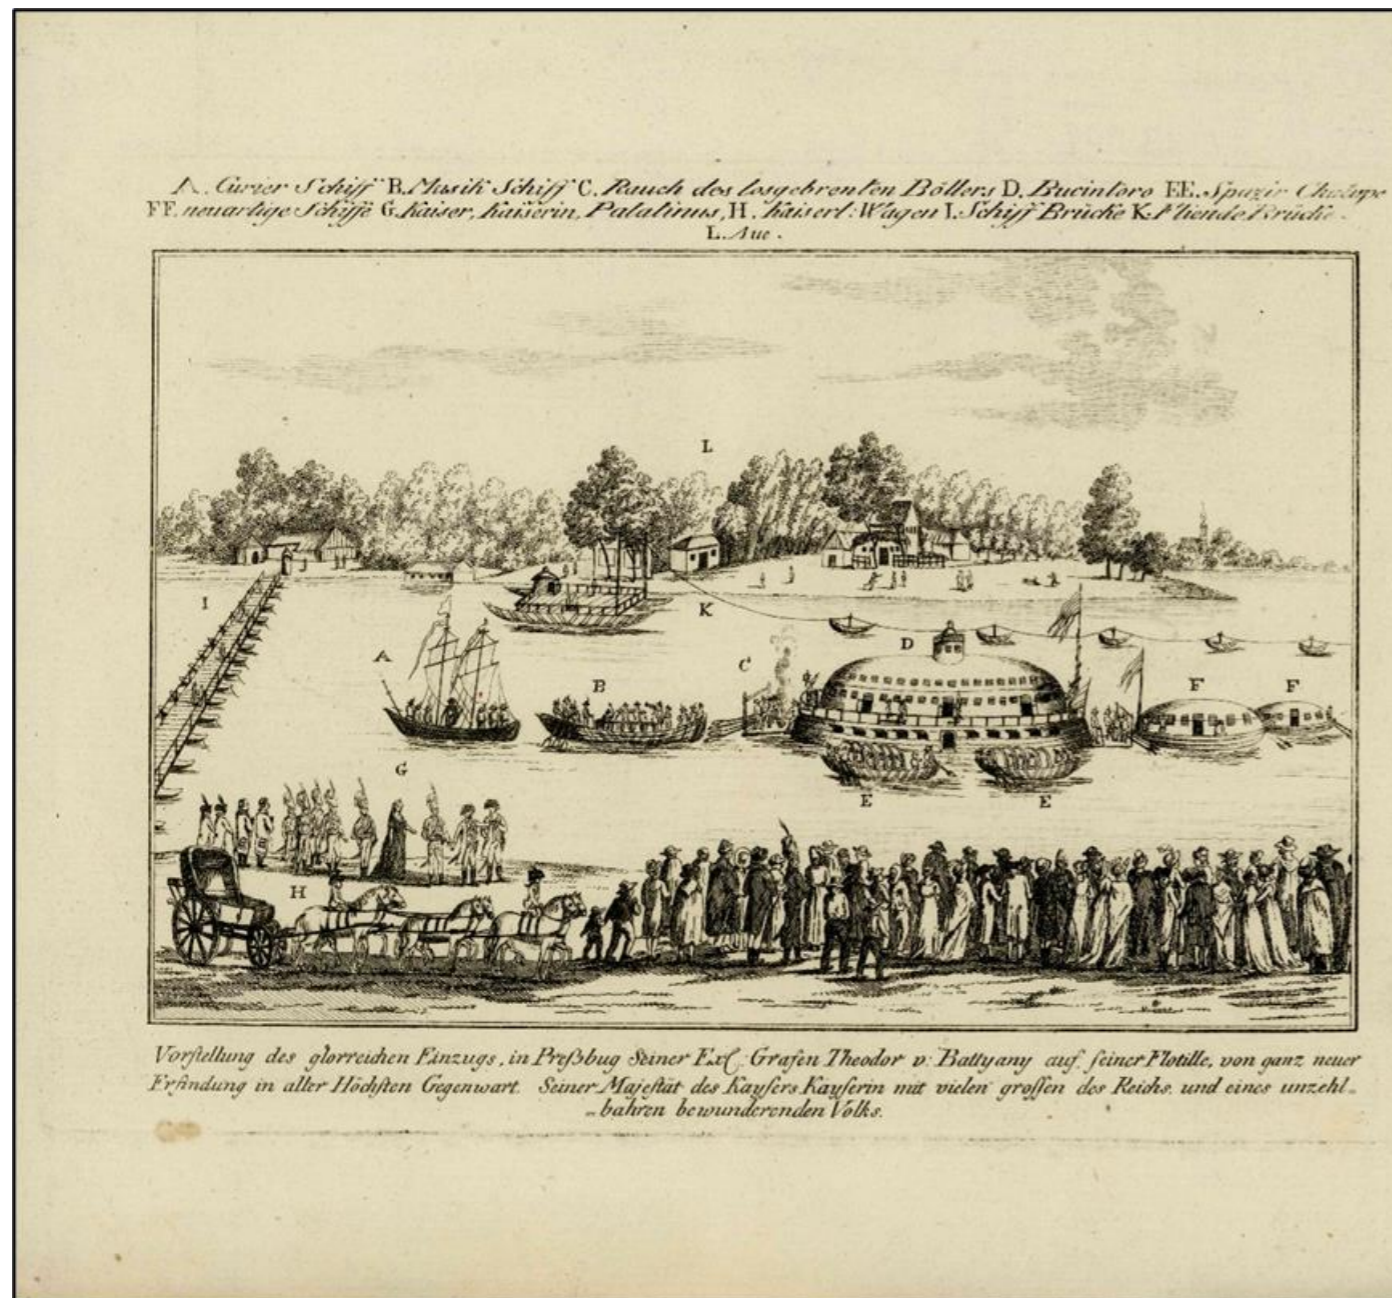 A. Curier Schiff B. Musik Schiff C. Rauch des losgebrenten Böllers D. Bucintoro EE. Spazir Chaluppe
FF. neuartige Schiffe G. Kaiser, Kaiserin, Palatinus, H. Kaiserl: Wagen I. Schiff Brücke K. Fliende Brücke.
L. Aue.
L
I
K
A
B
C
D
F
F
E
E
G
H
Vorstellung des glorreichen Einzugs, in Preßbug Seiner Exſ: Grafen Theodor v: Battyany auf ſeiner Flotille, von ganz neuer
Erfindung in aller Höchſten Gegenwart. Seiner Majeſtät des Kayſers Kayſerin mit vielen groſſen des Reichs, und eines unzehl-
-bahren bewunderenden Volks.